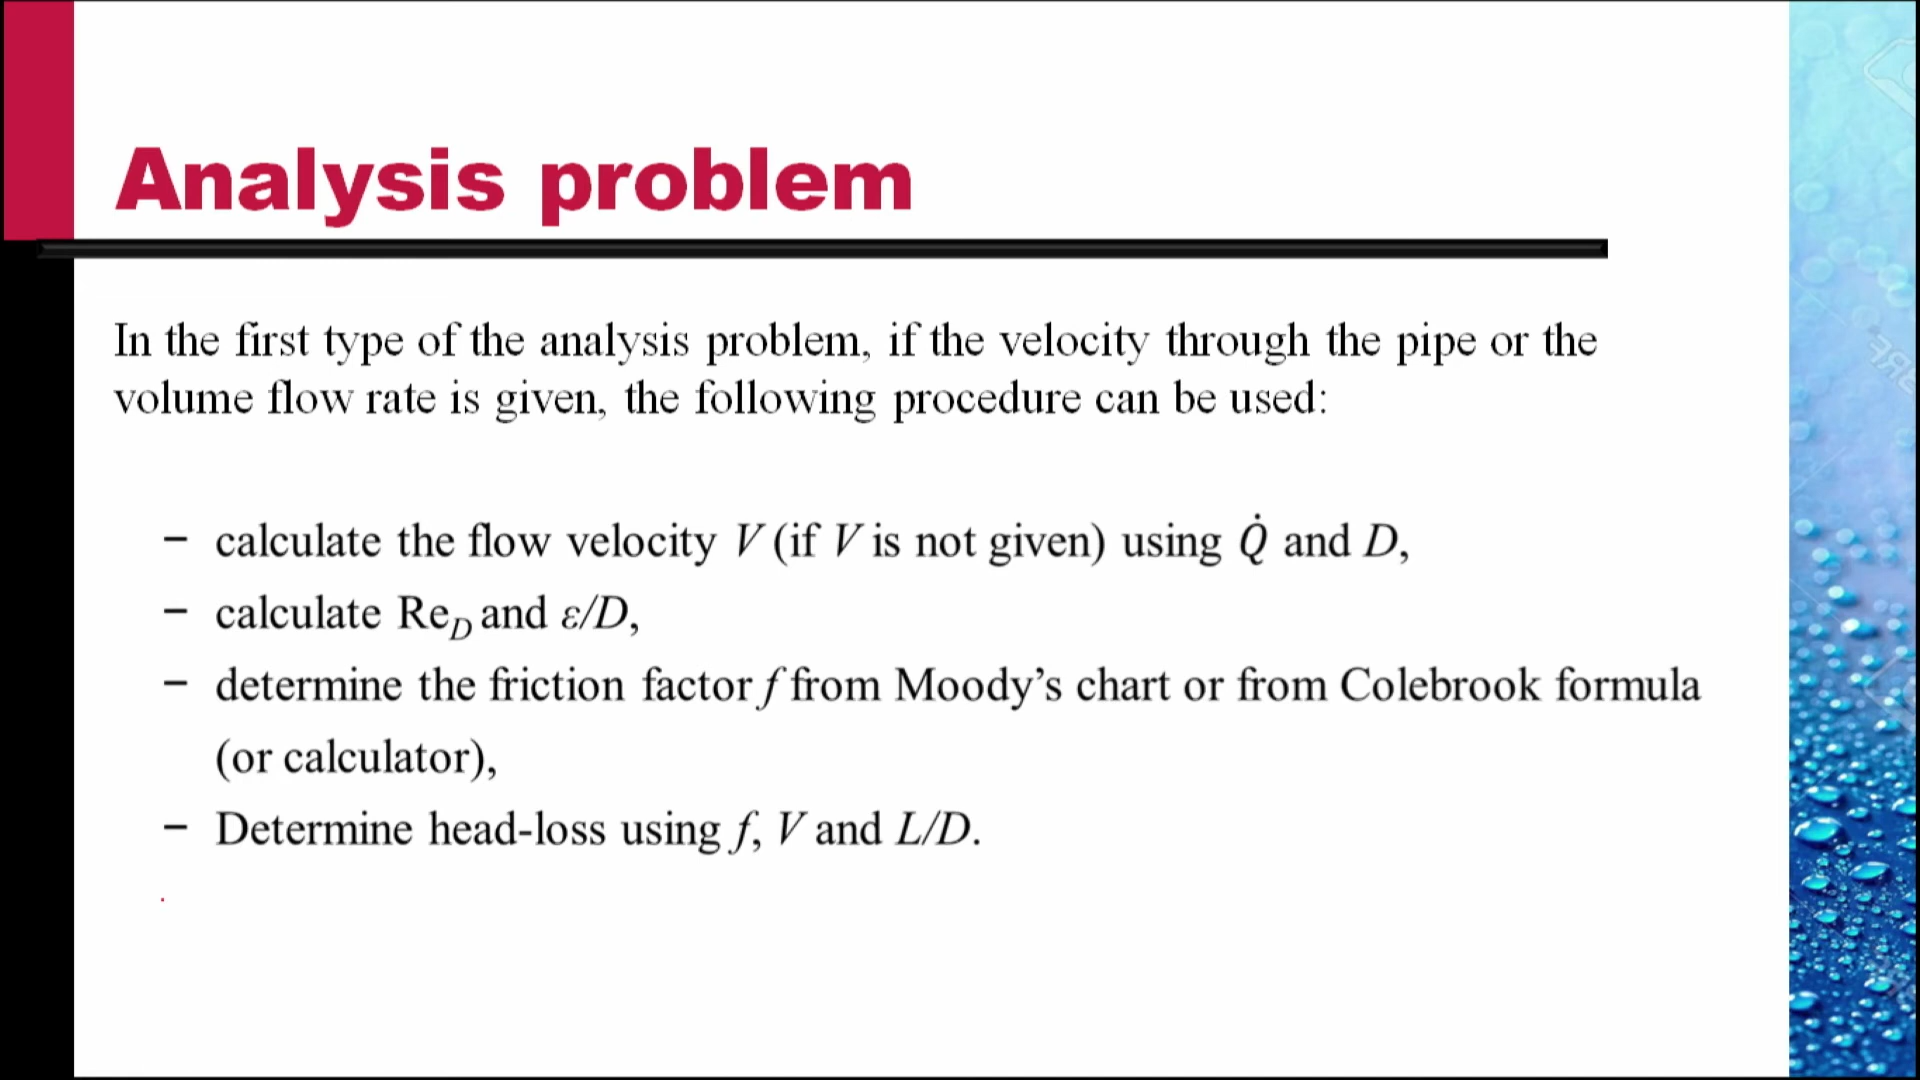 Analysis problem
In the first type of the analysis problem, if the velocity through the pipe or the
volume flow rate is given, the following procedure can be used:
– calculate the flow velocity V (if V is not given) using Q̇ and D,
– calculate Re_D and ε/D,
– determine the friction factor f from Moody’s chart or from Colebrook formula
(or calculator),
– Determine head-loss using f, V and L/D.